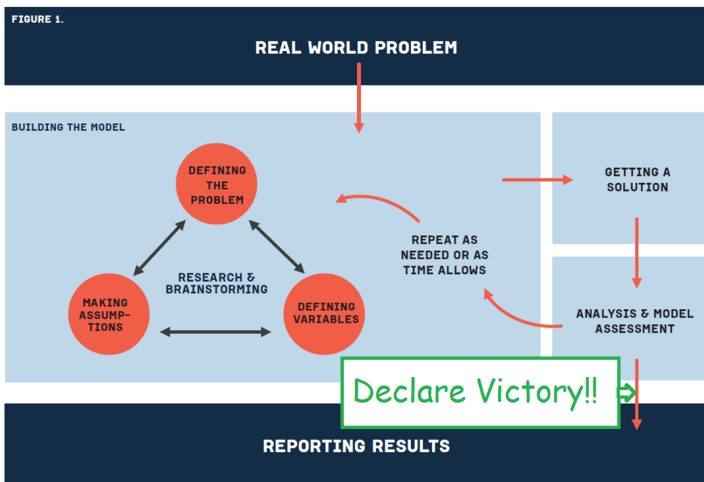 FIGURE 1.
REAL WORLD PROBLEM
BUILDING THE MODEL
DEFINING
THE
PROBLEM
RESEARCH &
BRAINSTORMING
MAKING
ASSUMP-
TIONS
DEFINING
VARIABLES
REPEAT AS
NEEDED OR AS
TIME ALLOWS
GETTING A
SOLUTION
ANALYSIS & MODEL
ASSESSMENT
Declare Victory!!
REPORTING RESULTS